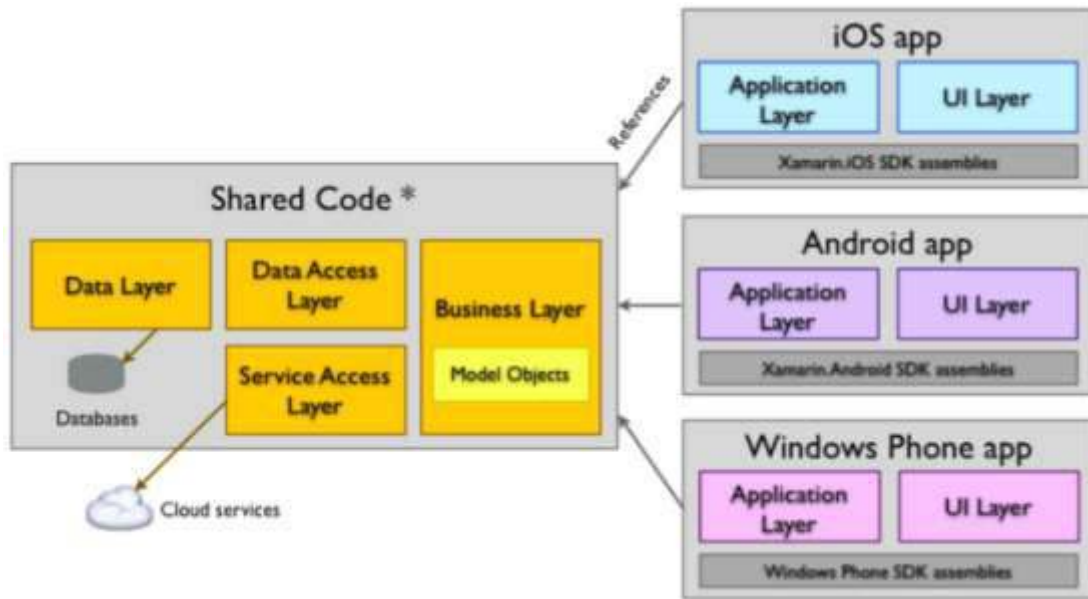 iOS app
Application
Layer
UI Layer
Xamarin.iOS SDK assemblies
References
Shared Code *
Data Layer
Data Access
Layer
Business Layer
Service Access
Layer
Model Objects
Databases
Cloud services
Android app
Application
Layer
UI Layer
Xamarin.Android SDK assemblies
Windows Phone app
Application
Layer
UI Layer
Windows Phone SDK assemblies